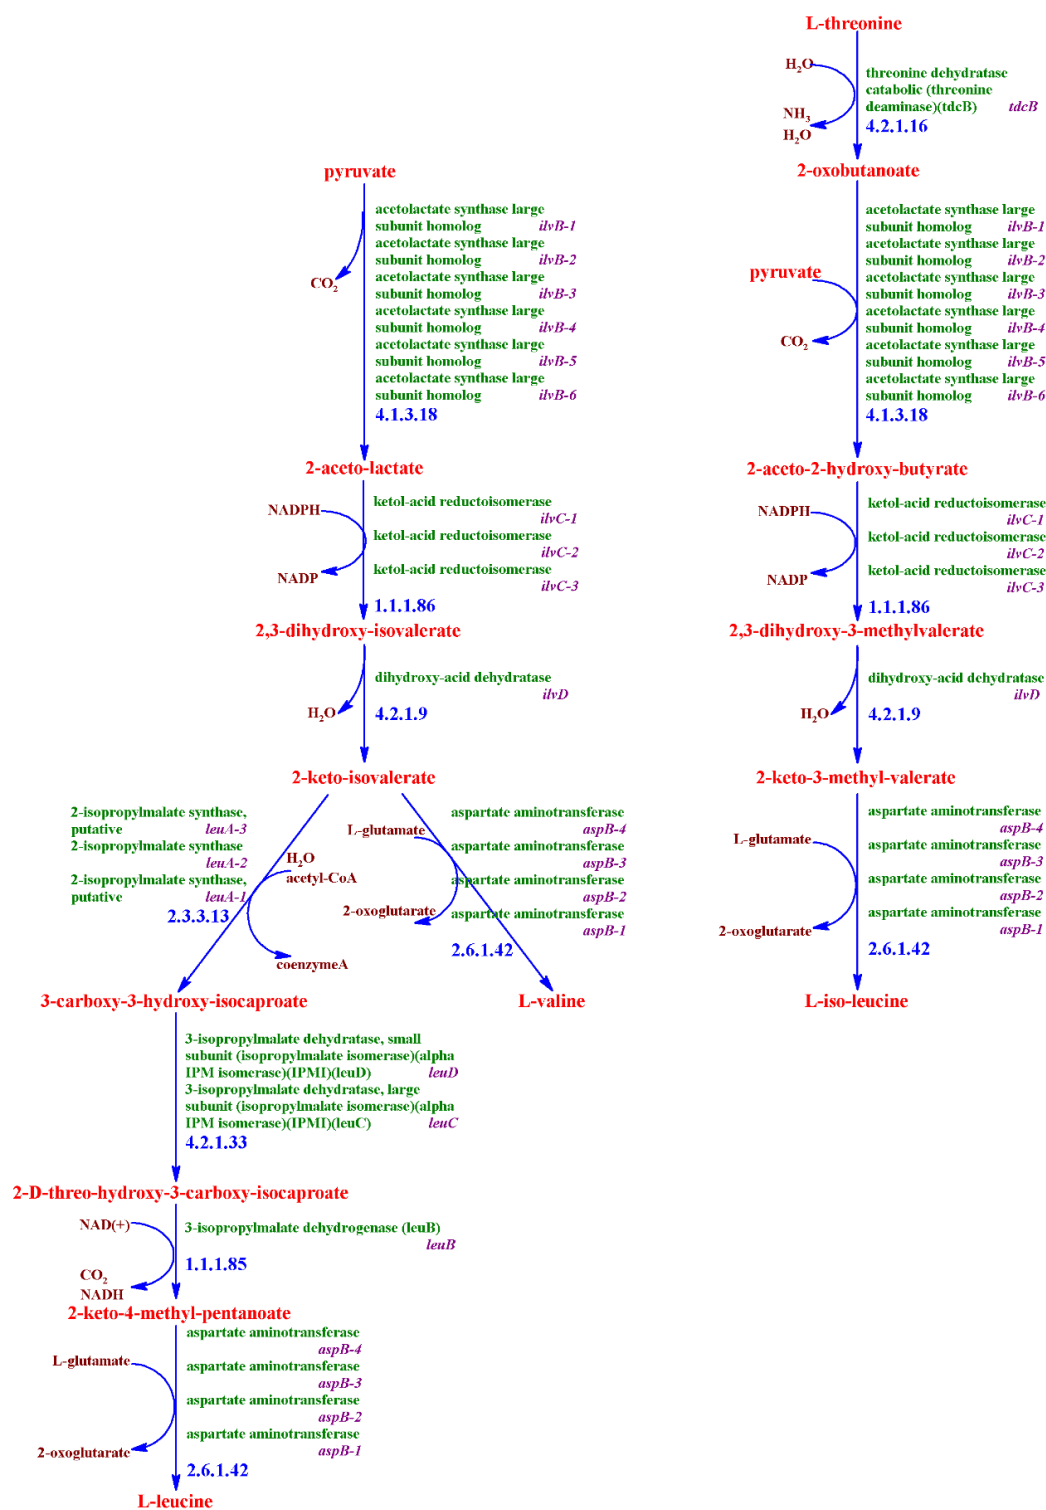 L-threonine
H2O
threonine dehydratase
catabolic (threonine
deaminase)(tdcB) tdcB
NH3
H2O
4.2.1.16
2-oxobutanoate
acetolactate synthase large
subunit homolog ilvB-1
acetolactate synthase large
subunit homolog ilvB-2
pyruvate
acetolactate synthase large
subunit homolog ilvB-3
acetolactate synthase large
subunit homolog ilvB-4
CO2
acetolactate synthase large
subunit homolog ilvB-5
acetolactate synthase large
subunit homolog ilvB-6
4.1.3.18
2-aceto-2-hydroxy-butyrate
NADPH
ketol-acid reductoisomerase
ilvC-1
ketol-acid reductoisomerase
ilvC-2
ketol-acid reductoisomerase
ilvC-3
NADP
1.1.1.86
2,3-dihydroxy-3-methylvalerate
dihydroxy-acid dehydratase
ilvD
H2O
4.2.1.9
2-keto-3-methyl-valerate
aspartate aminotransferase
aspB-4
L-glutamate
aspartate aminotransferase
aspB-3
aspartate aminotransferase
aspB-2
aspartate aminotransferase
aspB-1
2-oxoglutarate
2.6.1.42
L-iso-leucine
pyruvate
acetolactate synthase large
subunit homolog ilvB-1
acetolactate synthase large
subunit homolog ilvB-2
CO2
acetolactate synthase large
subunit homolog ilvB-3
acetolactate synthase large
subunit homolog ilvB-4
acetolactate synthase large
subunit homolog ilvB-5
acetolactate synthase large
subunit homolog ilvB-6
4.1.3.18
2-aceto-lactate
NADPH
ketol-acid reductoisomerase
ilvC-1
ketol-acid reductoisomerase
ilvC-2
ketol-acid reductoisomerase
ilvC-3
NADP
1.1.1.86
2,3-dihydroxy-isovalerate
dihydroxy-acid dehydratase
ilvD
H2O
4.2.1.9
2-keto-isovalerate
2-isopropylmalate synthase,
putative leuA-3
2-isopropylmalate synthase
leuA-2
2-isopropylmalate synthase,
putative leuA-1
2.3.3.13
H2O
acetyl-CoA
coenzymeA
L-glutamate
aspartate aminotransferase
aspB-4
aspartate aminotransferase
aspB-3
aspartate aminotransferase
aspB-2
aspartate aminotransferase
aspB-1
2-oxoglutarate
2.6.1.42
3-carboxy-3-hydroxy-isocaproate
L-valine
3-isopropylmalate dehydratase, small
subunit (isopropylmalate isomerase)(alpha
IPM isomerase)(IPMI)(leuD) leuD
3-isopropylmalate dehydratase, large
subunit (isopropylmalate isomerase)(alpha
IPM isomerase)(IPMI)(leuC) leuC
4.2.1.33
2-D-threo-hydroxy-3-carboxy-isocaproate
NAD(+)
3-isopropylmalate dehydrogenase (leuB)
leuB
1.1.1.85
CO2
NADH
2-keto-4-methyl-pentanoate
aspartate aminotransferase
aspB-4
L-glutamate
aspartate aminotransferase
aspB-3
aspartate aminotransferase
aspB-2
aspartate aminotransferase
aspB-1
2-oxoglutarate
2.6.1.42
L-leucine